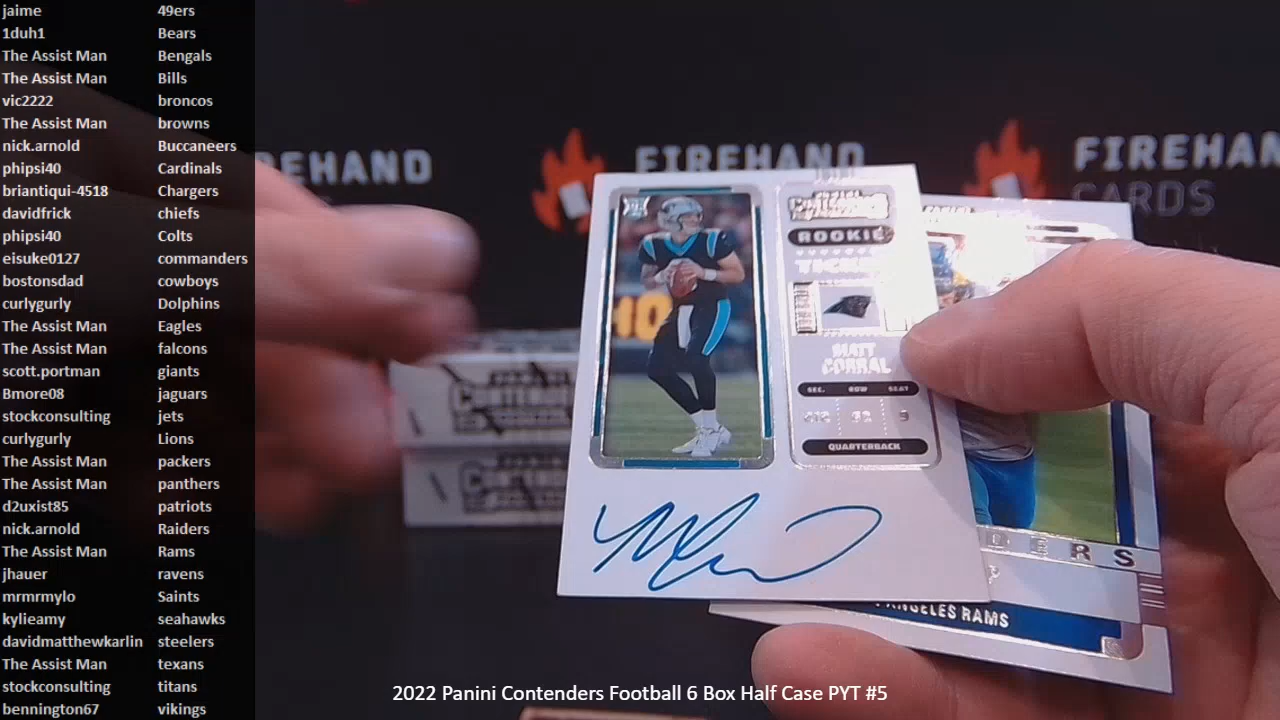 jaime 49ers
1duh1 Bears
The Assist Man Bengals
The Assist Man Bills
vic2222 broncos
The Assist Man browns
nick.arnold Buccaneers
phipsi40 Cardinals
briantiqui-4518 Chargers
davidfrick chiefs
phipsi40 Colts
eisuke0127 commanders
bostonsdad cowboys
curlygurly Dolphins
The Assist Man Eagles
The Assist Man falcons
scott.portman giants
Bmore08 jaguars
stockconsulting jets
curlygurly Lions
The Assist Man packers
The Assist Man panthers
d2uxist85 patriots
nick.arnold Raiders
The Assist Man Rams
jhauer ravens
mrmrmylo Saints
kylieamy seahawks
davidmatthewkarlin steelers
The Assist Man texans
stockconsulting titans
bennington67 vikings
FIREHAND
FIREHAND
CARDS
PANINI
CONTENDERS
ROOKIE
TICKET
MATT
CORRAL
SEC. ROW SEAT
9
QUARTERBACK
DERS
ANGELES RAMS
2022 Panini Contenders Football 6 Box Half Case PYT #5